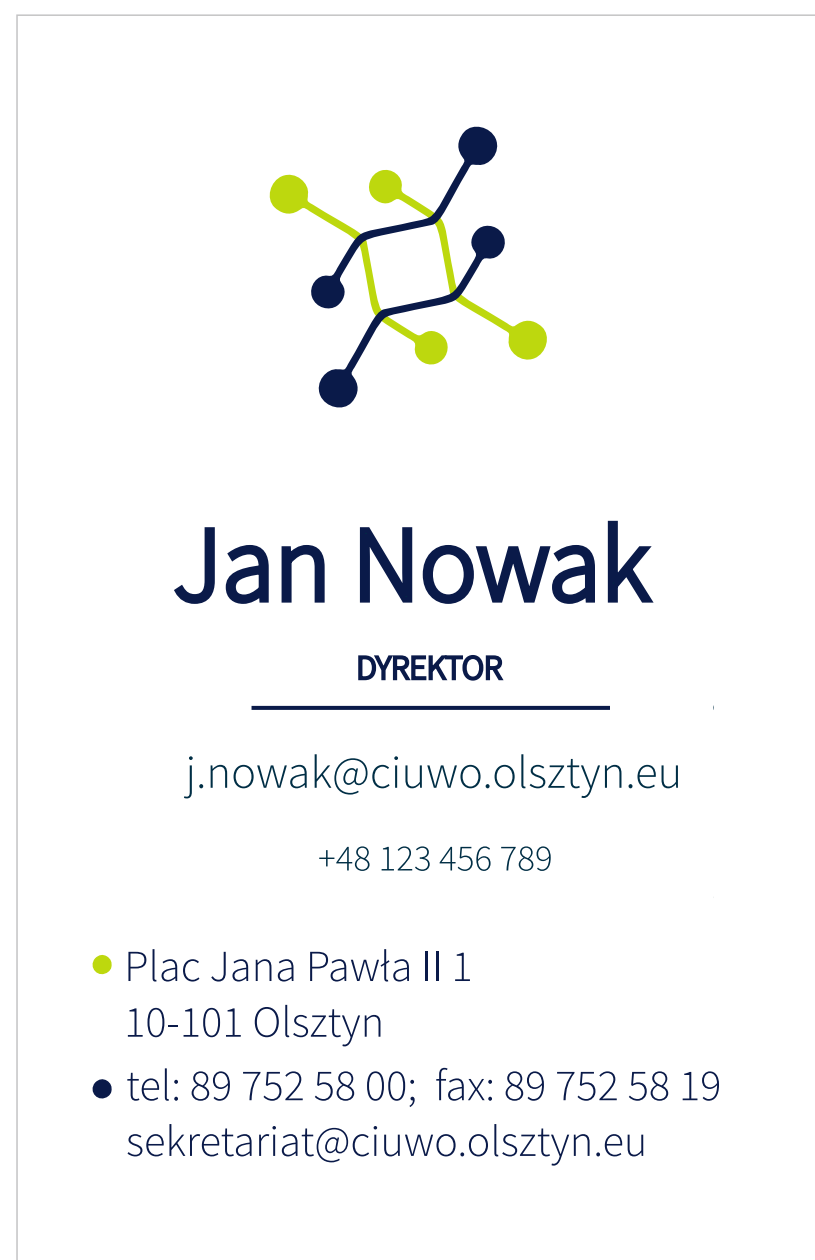 Jan Nowak
DYREKTOR
j.nowak@ciuwo.olsztyn.eu
+48 123 456 789
Plac Jana Pawła II 1
10-101 Olsztyn
tel: 89 752 58 00;  fax: 89 752 58 19
sekretariat@ciuwo.olsztyn.eu